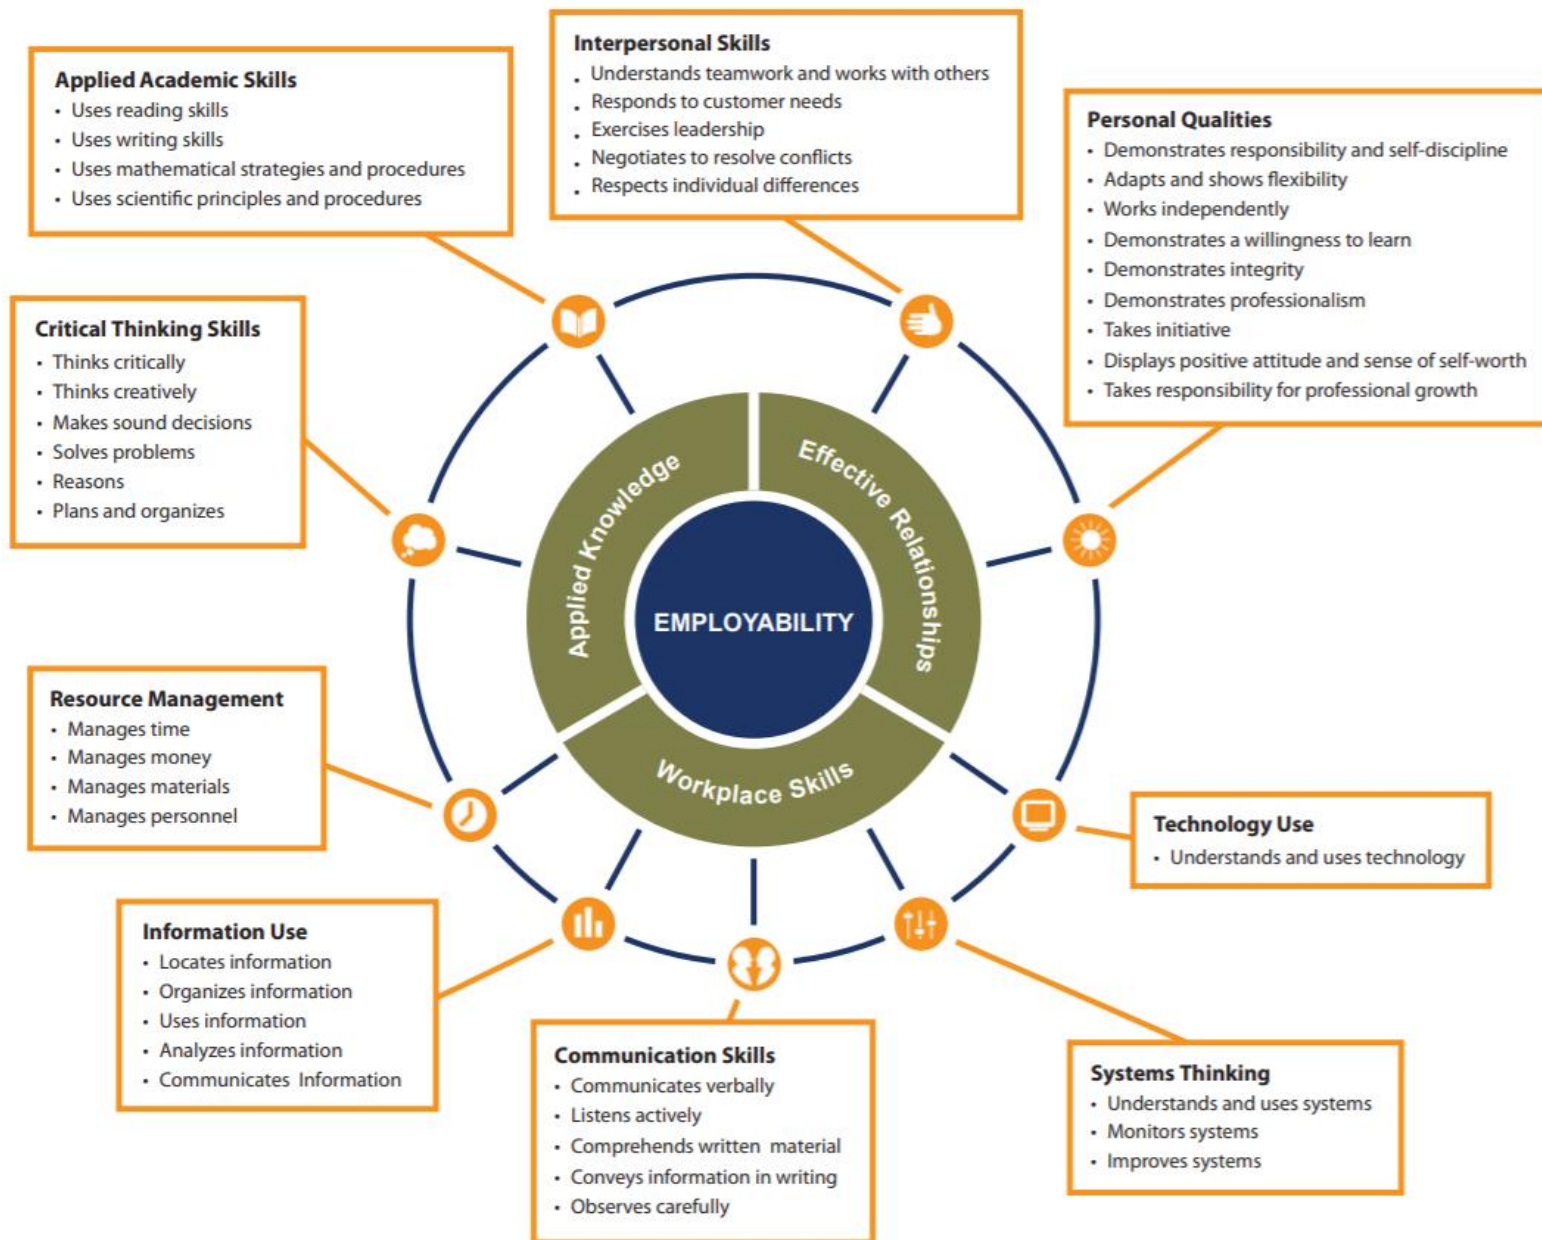 Applied Academic Skills
• Uses reading skills
• Uses writing skills
• Uses mathematical strategies and procedures
• Uses scientific principles and procedures
Interpersonal Skills
• Understands teamwork and works with others
• Responds to customer needs
• Exercises leadership
• Negotiates to resolve conflicts
• Respects individual differences
Personal Qualities
• Demonstrates responsibility and self-discipline
• Adapts and shows flexibility
• Works independently
• Demonstrates a willingness to learn
• Demonstrates integrity
• Demonstrates professionalism
• Takes initiative
• Displays positive attitude and sense of self-worth
• Takes responsibility for professional growth
Critical Thinking Skills
• Thinks critically
• Thinks creatively
• Makes sound decisions
• Solves problems
• Reasons
• Plans and organizes
Applied Knowledge
Effective Relationships
EMPLOYABILITY
Workplace Skills
Resource Management
• Manages time
• Manages money
• Manages materials
• Manages personnel
Technology Use
• Understands and uses technology
Information Use
• Locates information
• Organizes information
• Uses information
• Analyzes information
• Communicates Information
Communication Skills
• Communicates verbally
• Listens actively
• Comprehends written material
• Conveys information in writing
• Observes carefully
Systems Thinking
• Understands and uses systems
• Monitors systems
• Improves systems